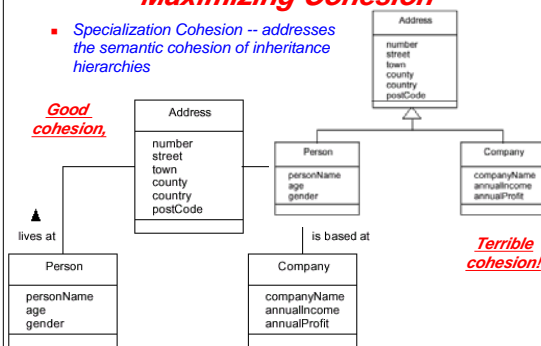 Maximizing Cohesion
▪ Specialization Cohesion -- addresses
the semantic cohesion of inheritance
hierarchies
Address
number
street
town
county
country
postCode
Good
cohesion,
Address
number
street
town
county
country
postCode
Person
personName
age
gender
Company
companyName
annualIncome
annualProfit
Terrible
cohesion!
lives at
is based at
Person
personName
age
gender
Company
companyName
annualIncome
annualProfit